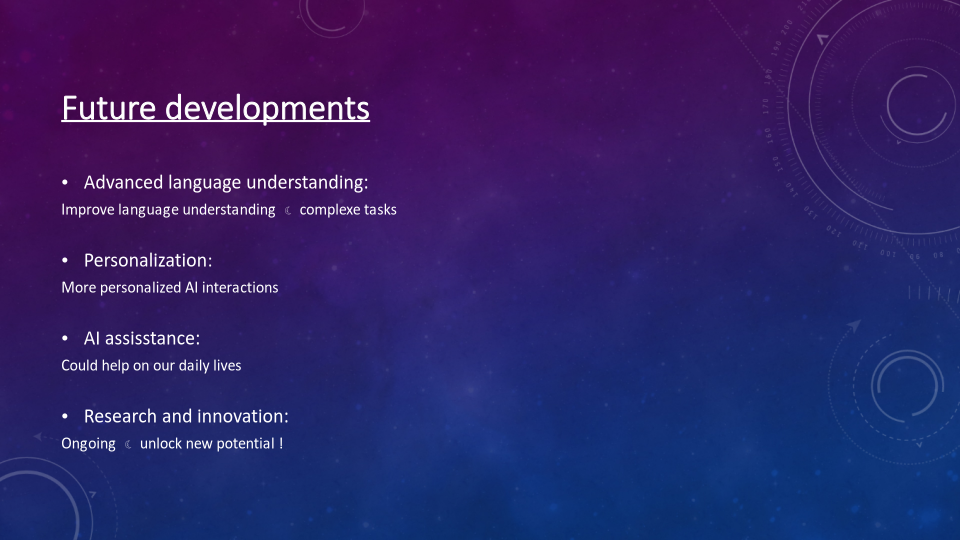 Future developments
• Advanced language understanding:
Improve language understanding ☾ complexe tasks
• Personalization:
More personalized AI interactions
• AI assisstance:
Could help on our daily lives
• Research and innovation:
Ongoing ☾ unlock new potential !